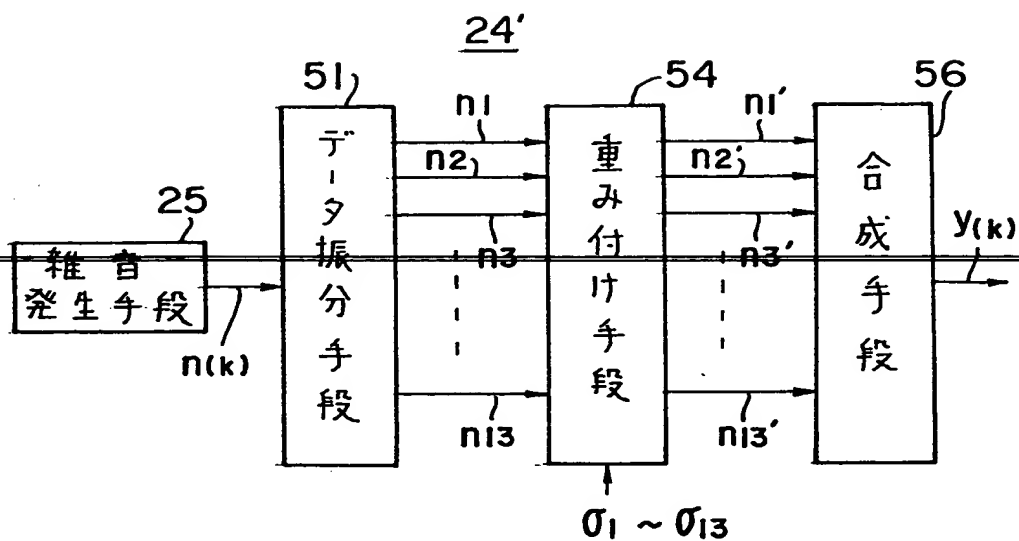 24'
51
54
56
25
雑音
発生手段
n(k)
データ振分手段
n1
n2
n3
n13
重み付け手段
σ1 ~ σ13
n1'
n2'
n3'
n13'
合成手段
y(k)